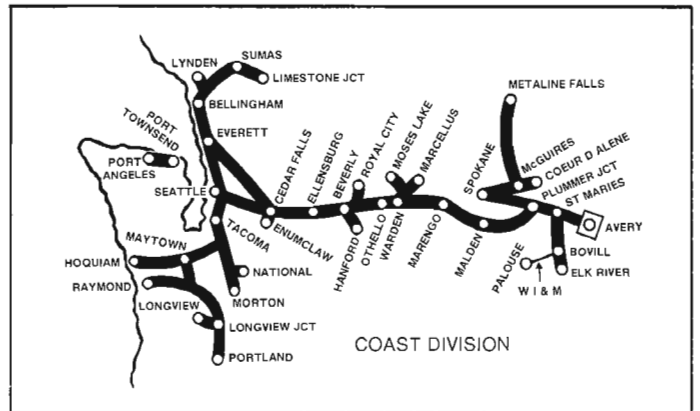 SUMAS
LYNDEN
LIMESTONE JCT
METALINE FALLS
BELLINGHAM
PORT TOWNSEND
EVERETT
PORT ANGELES
SEATTLE
CEDAR FALLS
ELLENSBURG
BEVERLY
ROYAL CITY
MOSES LAKE
MARCELLUS
SPOKANE
McGUIRES
COEUR D ALENE
PLUMMER JCT
ST MARIES
AVERY
TACOMA
ENUMCLAW
HANFORD
OTHELLO
WARDEN
MARENGO
MALDEN
PALOUSE
BOVILL
ELK RIVER
W I & M
MAYTOWN
HOQUIAM
RAYMOND
NATIONAL
MORTON
LONGVIEW
LONGVIEW JCT
PORTLAND
COAST DIVISION